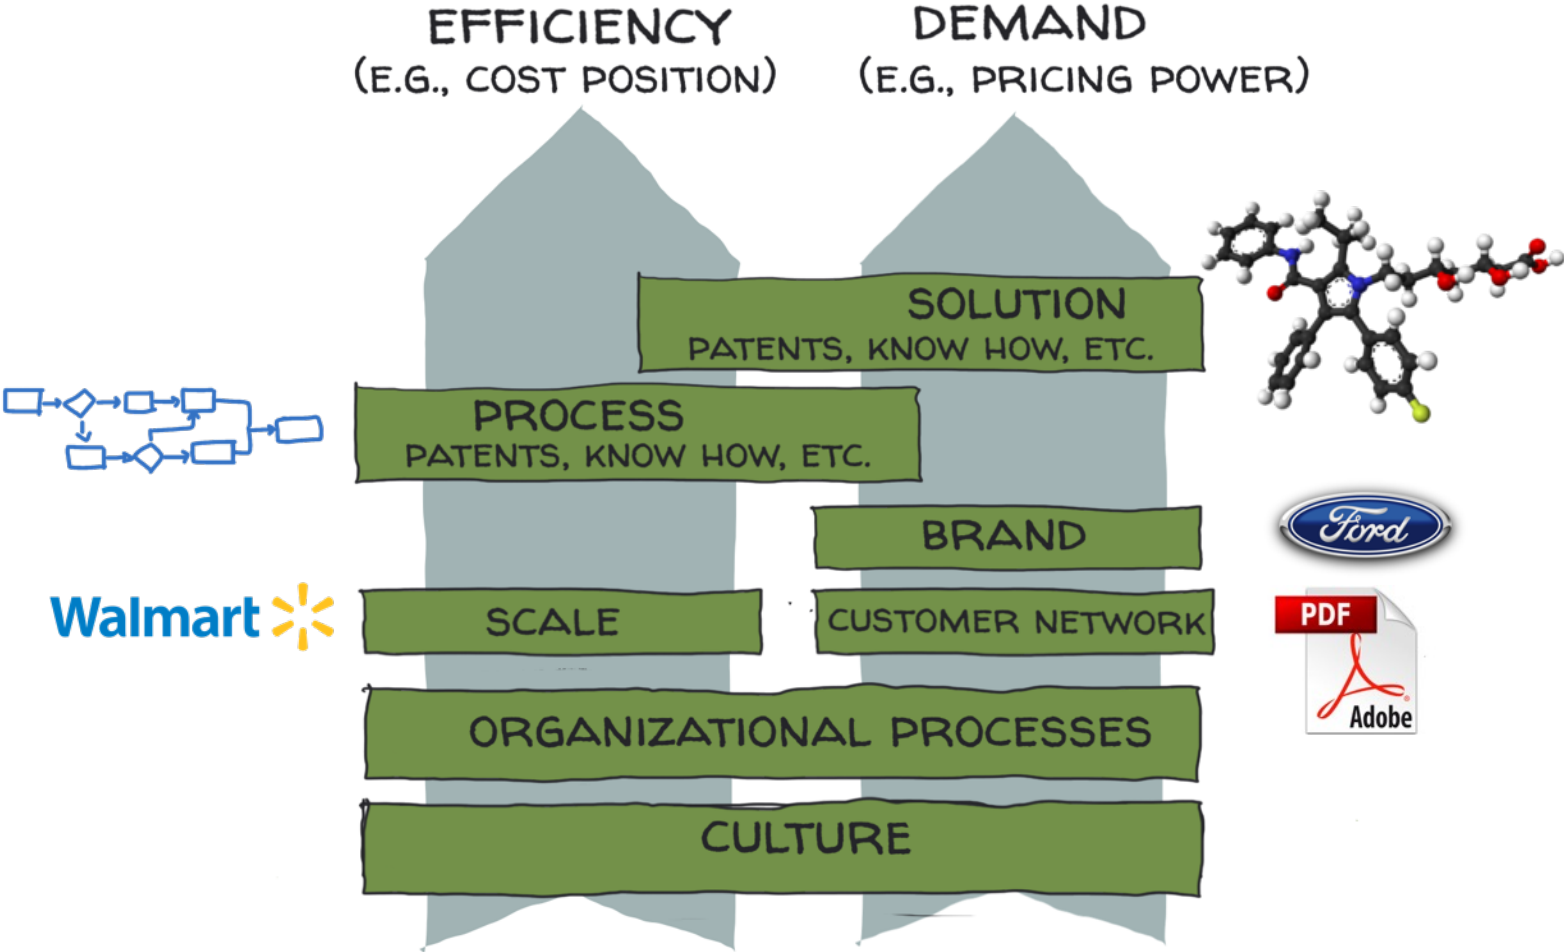 EFFICIENCY
(E.G., COST POSITION)
DEMAND
(E.G., PRICING POWER)
SOLUTION
PATENTS, KNOW HOW, ETC.
PROCESS
PATENTS, KNOW HOW, ETC.
BRAND
Ford
Walmart
SCALE
CUSTOMER NETWORK
PDF
Adobe
ORGANIZATIONAL PROCESSES
CULTURE